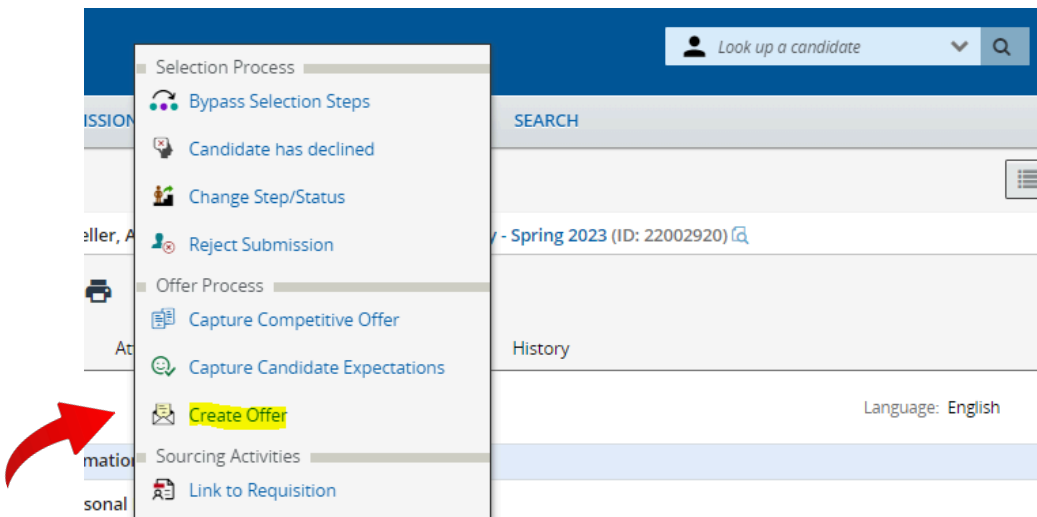 Look up a candidate
Selection Process
Bypass Selection Steps
ISSION
SEARCH
Candidate has declined
Change Step/Status
eller, A
y - Spring 2023 (ID: 22002920)
Reject Submission
Offer Process
Capture Competitive Offer
At
History
Capture Candidate Expectations
Create Offer
Language: English
mation
Sourcing Activities
Link to Requisition
sonal